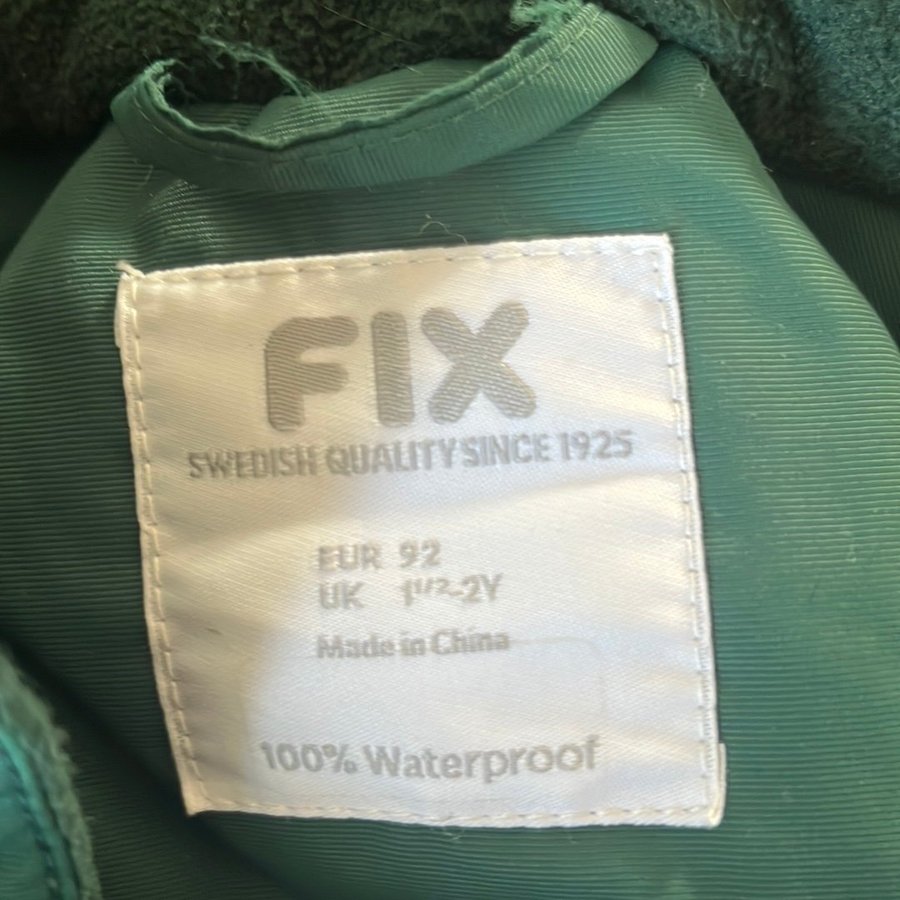 FIX
SWEDISH QUALITY SINCE 1925
EUR 92
UK 1¹/²-2Y
Made in China
100% Waterproof